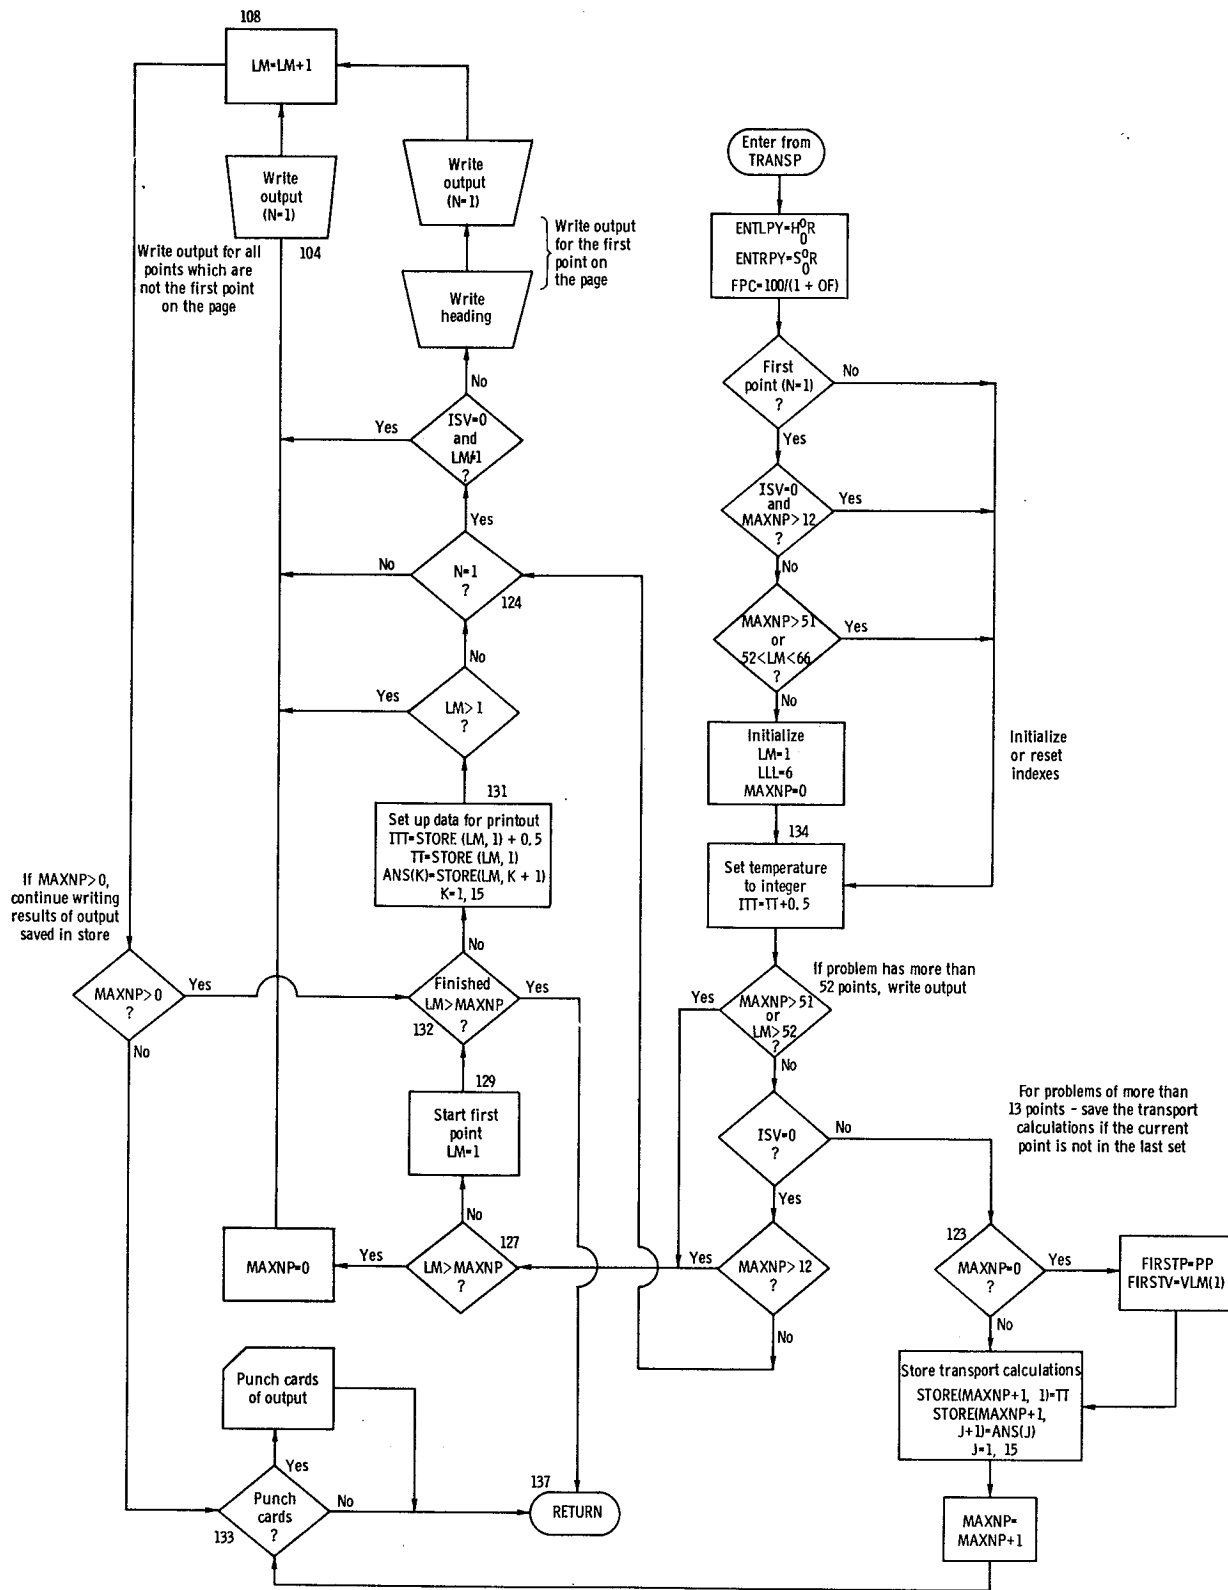 108
LM=LM+1
Write
output
(N=1)
104
Write output for all
points which are
not the first point
on the page
Write
output
(N=1)
Write output
for the first
point on
the page
Write
heading
No
ISV=0
and
LM≠1
?
Yes
Yes
N=1
?
No
124
No
LM>1
?
Yes
131
Set up data for printout
ITT=STORE (LM, 1) + 0.5
TT=STORE (LM, 1)
ANS(K)=STORE(LM, K + 1)
K=1, 15
No
If MAXNP>0,
continue writing
results of output
saved in store
MAXNP>0
?
Yes
No
Finished
LM>MAXNP
?
Yes
132
129
Start first
point
LM=1
No
127
LM>MAXNP
?
Yes
MAXNP=0
Punch cards
of output
Yes
Punch
cards
?
No
133
137
RETURN
Enter from
TRANSP
ENTLPY=H⁰₀R
ENTRPY=S⁰₀R
FPC=100/(1 + OF)
First
point (N=1)
?
No
Yes
ISV=0
and
MAXNP>12
?
Yes
No
MAXNP>51
or
52<LM<66
?
Yes
No
Initialize
LM=1
LLL=6
MAXNP=0
Initialize
or reset
indexes
134
Set temperature
to integer
ITT=TT+0.5
If problem has more than
52 points, write output
MAXNP>51
or
LM>52
?
Yes
No
ISV=0
?
No
Yes
MAXNP>12
?
Yes
No
For problems of more than
13 points - save the transport
calculations if the current
point is not in the last set
123
MAXNP=0
?
Yes
No
FIRSTP=PP
FIRSTV=VLM(1)
Store transport calculations
STORE(MAXNP+1, 1)=TT
STORE(MAXNP+1,
J+1)=ANS(J)
J=1, 15
MAXNP=
MAXNP+1